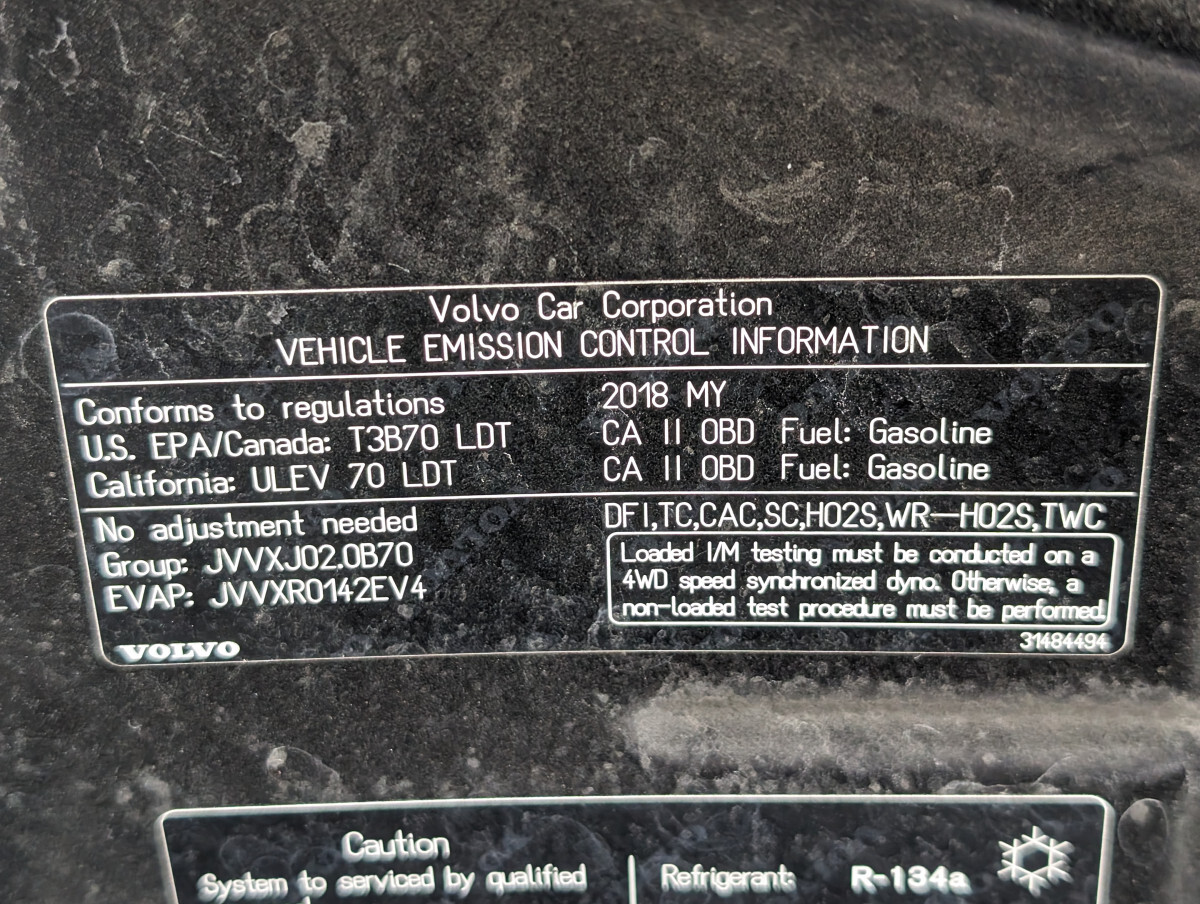 Volvo Car Corporation
VEHICLE EMISSION CONTROL INFORMATION
Conforms to regulations
2018 MY
U.S. EPA/Canada: T3B70 LDT
CA II OBD Fuel: Gasoline
California: ULEV 70 LDT
CA II OBD Fuel: Gasoline
No adjustment needed
DFI,TC,CAC,SC,HO2S,WR-HO2S,TWC
Group: JVVXJ02.0B70
EVAP: JVVXR0142EV4
Loaded I/M testing must be conducted on a
4WD speed synchronized dyno. Otherwise, a
non-loaded test procedure must be performed.
VOLVO
31484494
Caution
System to serviced by qualified
Refrigerant: R-134a